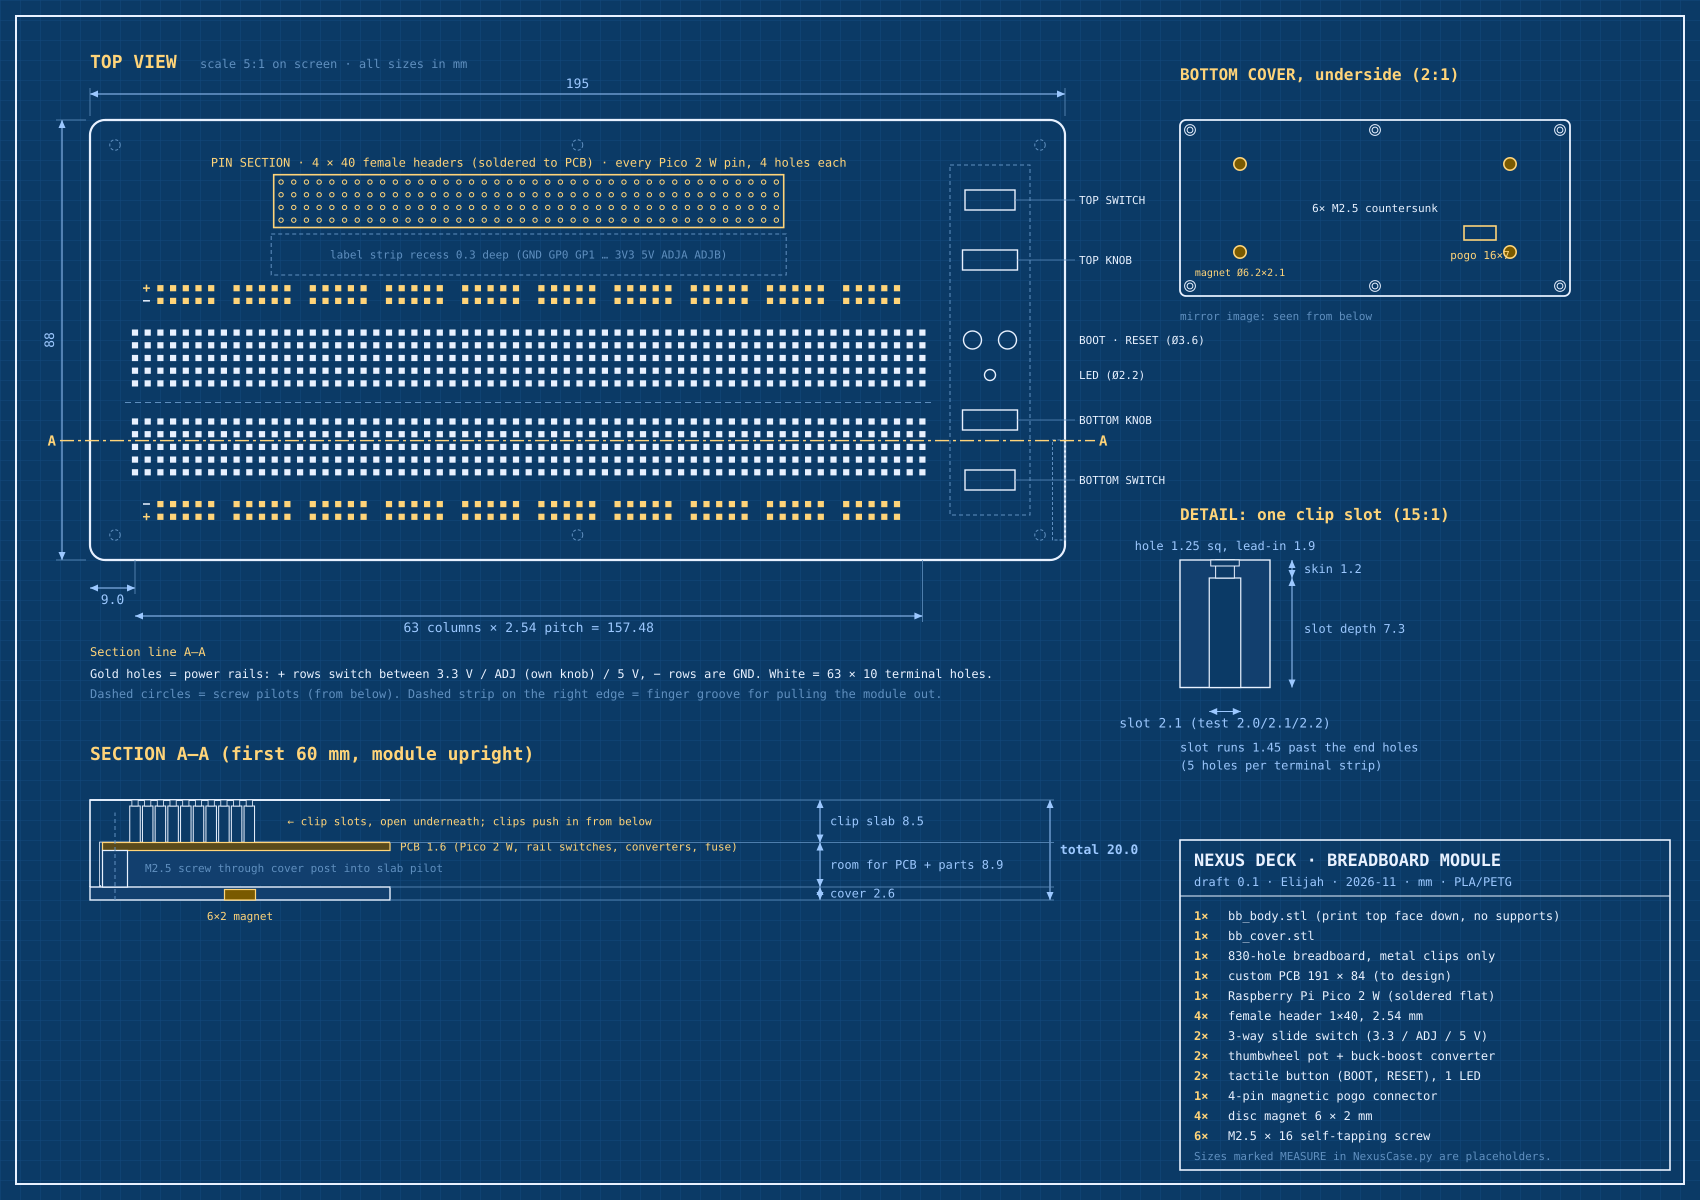 TOP VIEW scale 5:1 on screen · all sizes in mm
195
88
PIN SECTION · 4 × 40 female headers (soldered to PCB) · every Pico 2 W pin, 4 holes each
label strip recess 0.3 deep (GND GP0 GP1 … 3V3 5V ADJA ADJB)
+
−
−
+
A
A
TOP SWITCH
TOP KNOB
BOOT · RESET (Ø3.6)
LED (Ø2.2)
BOTTOM KNOB
BOTTOM SWITCH
9.0
63 columns × 2.54 pitch = 157.48
Section line A–A
Gold holes = power rails: + rows switch between 3.3 V / ADJ (own knob) / 5 V, − rows are GND. White = 63 × 10 terminal holes.
Dashed circles = screw pilots (from below). Dashed strip on the right edge = finger groove for pulling the module out.
BOTTOM COVER, underside (2:1)
6× M2.5 countersunk
pogo 16×7
magnet Ø6.2×2.1
mirror image: seen from below
DETAIL: one clip slot (15:1)
hole 1.25 sq, lead-in 1.9
skin 1.2
slot depth 7.3
slot 2.1 (test 2.0/2.1/2.2)
slot runs 1.45 past the end holes
(5 holes per terminal strip)
SECTION A–A (first 60 mm, module upright)
← clip slots, open underneath; clips push in from below
PCB 1.6 (Pico 2 W, rail switches, converters, fuse)
M2.5 screw through cover post into slab pilot
6×2 magnet
clip slab 8.5
room for PCB + parts 8.9
cover 2.6
total 20.0
NEXUS DECK · BREADBOARD MODULE
draft 0.1 · Elijah · 2026-11 · mm · PLA/PETG
1× bb_body.stl (print top face down, no supports)
1× bb_cover.stl
1× 830-hole breadboard, metal clips only
1× custom PCB 191 × 84 (to design)
1× Raspberry Pi Pico 2 W (soldered flat)
4× female header 1×40, 2.54 mm
2× 3-way slide switch (3.3 / ADJ / 5 V)
2× thumbwheel pot + buck-boost converter
2× tactile button (BOOT, RESET), 1 LED
1× 4-pin magnetic pogo connector
4× disc magnet 6 × 2 mm
6× M2.5 × 16 self-tapping screw
Sizes marked MEASURE in NexusCase.py are placeholders.